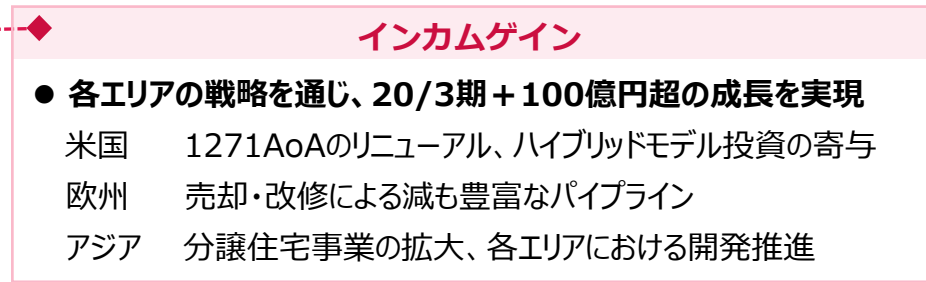 インカムゲイン
● 各エリアの戦略を通じ、20/3期＋100億円超の成長を実現
米国 1271AoAのリニューアル、ハイブリッドモデル投資の寄与
欧州 売却・改修による減も豊富なパイプライン
アジア 分譲住宅事業の拡大、各エリアにおける開発推進